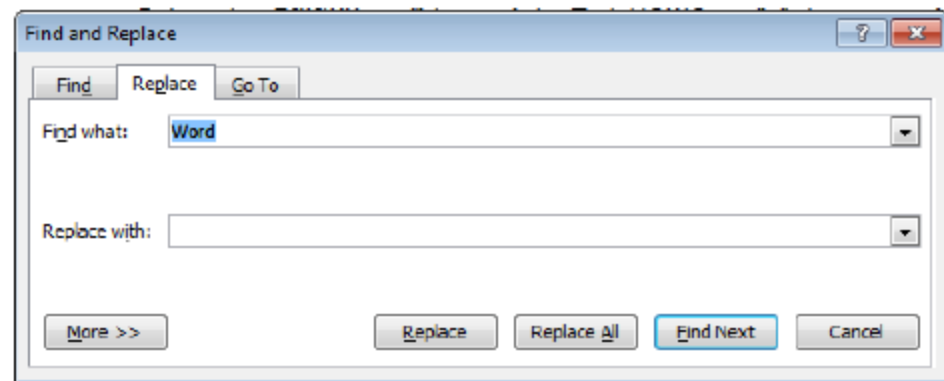 Find and Replace
Find Replace Go To
Find what: Word
Replace with:
More >> Replace Replace All Find Next Cancel